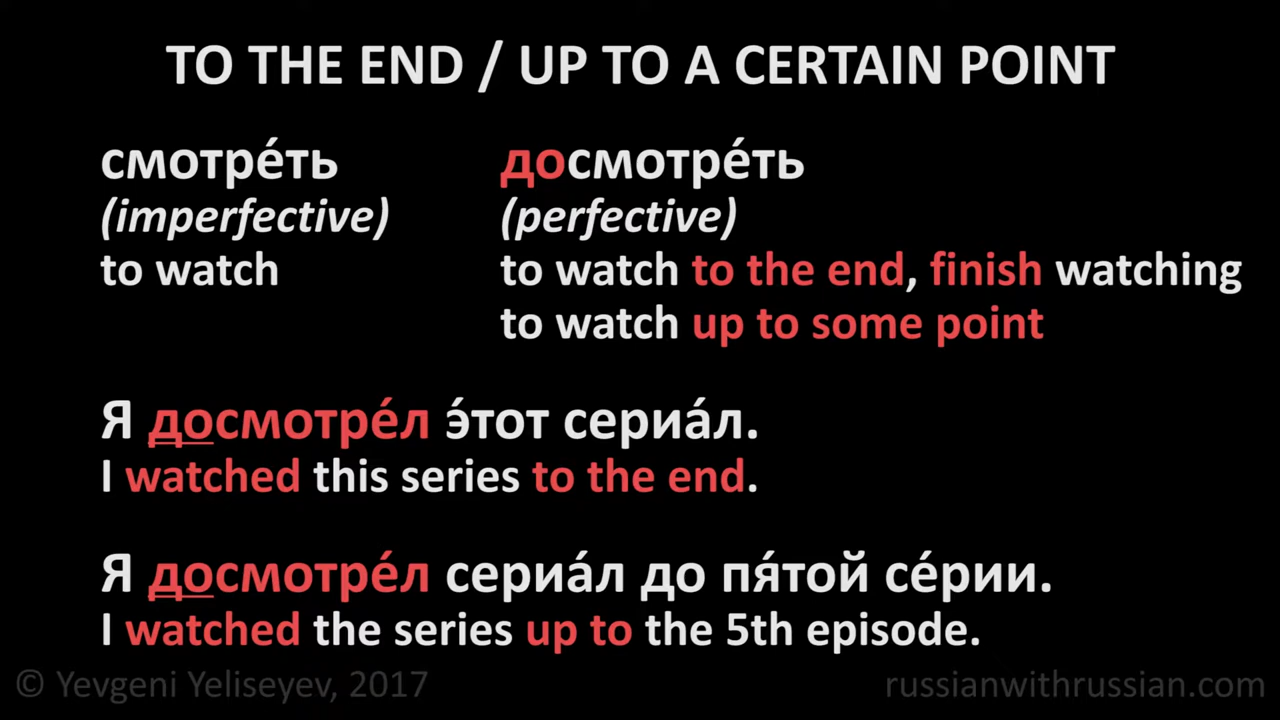 TO THE END / UP TO A CERTAIN POINT
смотре́ть досмотре́ть
(imperfective) (perfective)
to watch to watch to the end, finish watching
to watch up to some point
Я досмотре́л э́тот сериа́л.
I watched this series to the end.
Я досмотре́л сериа́л до пя́той се́рии.
I watched the series up to the 5th episode.
© Yevgeni Yeliseyev, 2017 russianwithrussian.com